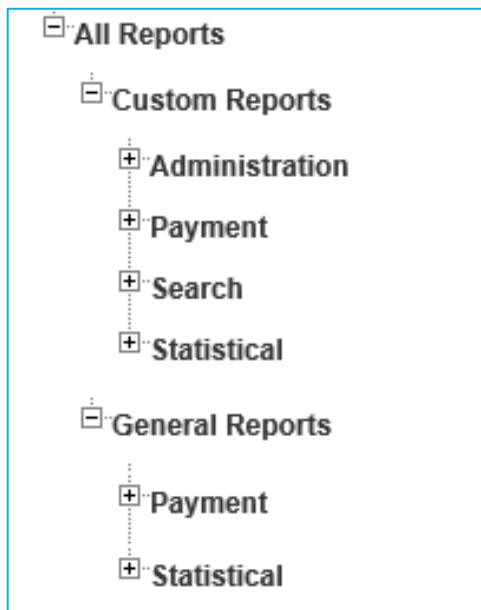 All Reports
Custom Reports
Administration
Payment
Search
Statistical
General Reports
Payment
Statistical